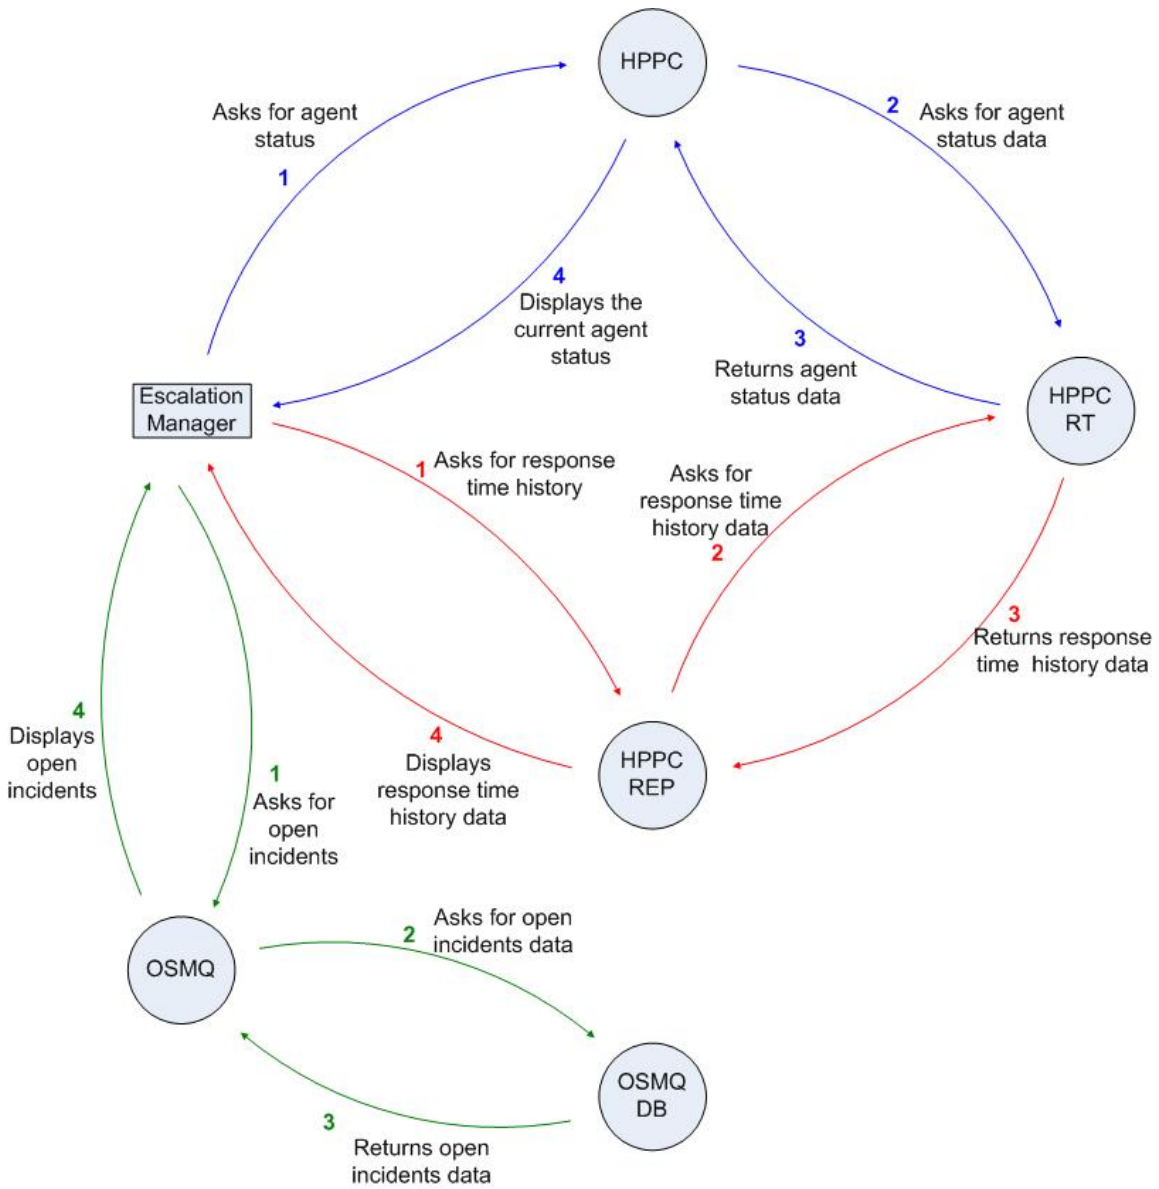 HPPC
Asks for agent
status
1
2
Asks for agent
status data
4
Displays the
current agent
status
3
Returns agent
status data
Escalation
Manager
HPPC
RT
1
Asks for response
time history
Asks for
response time
history data
2
3
Returns response
time history data
4
Displays
open
incidents
4
Displays
response time
history data
HPPC
REP
1
Asks for
open
incidents
OSMQ
2
Asks for open
incidents data
OSMQ
DB
3
Returns open
incidents data